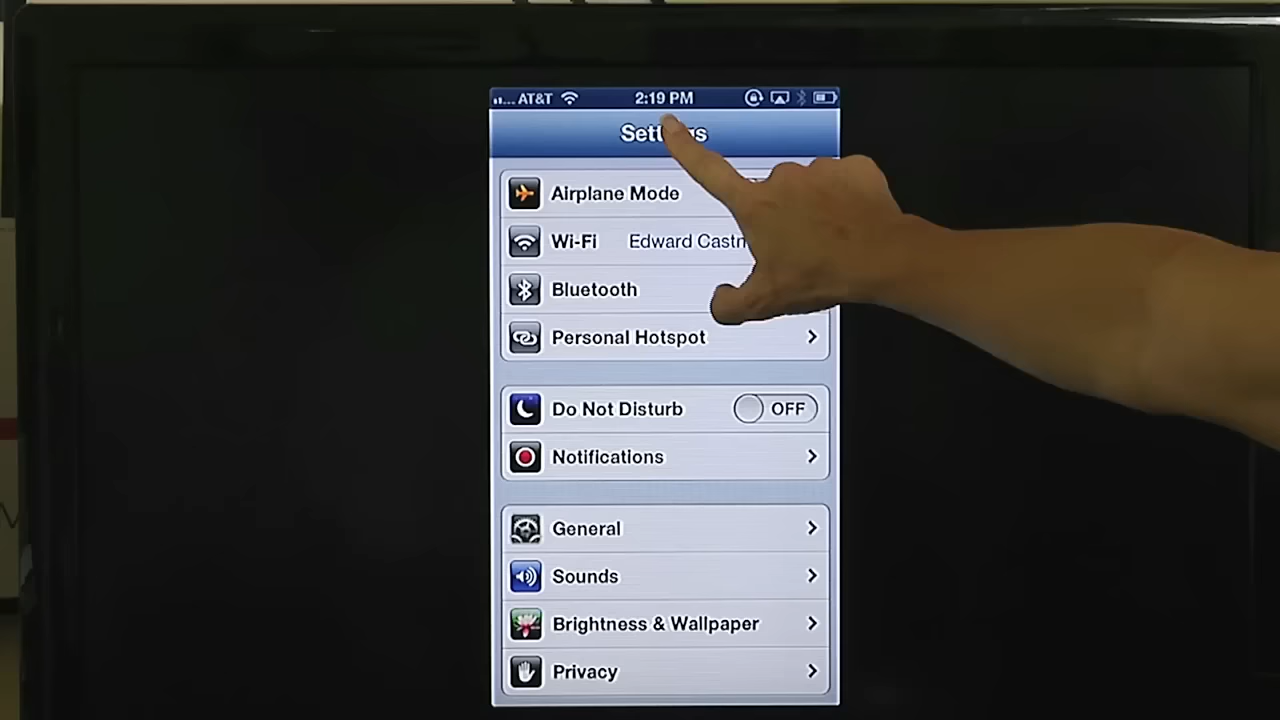 AT&T 2:19 PM
Airplane Mode
Wi-Fi Edward
Bluetooth
Personal Hotspot
Do Not Disturb OFF
Notifications
General
Sounds
Brightness & Wallpaper
Privacy